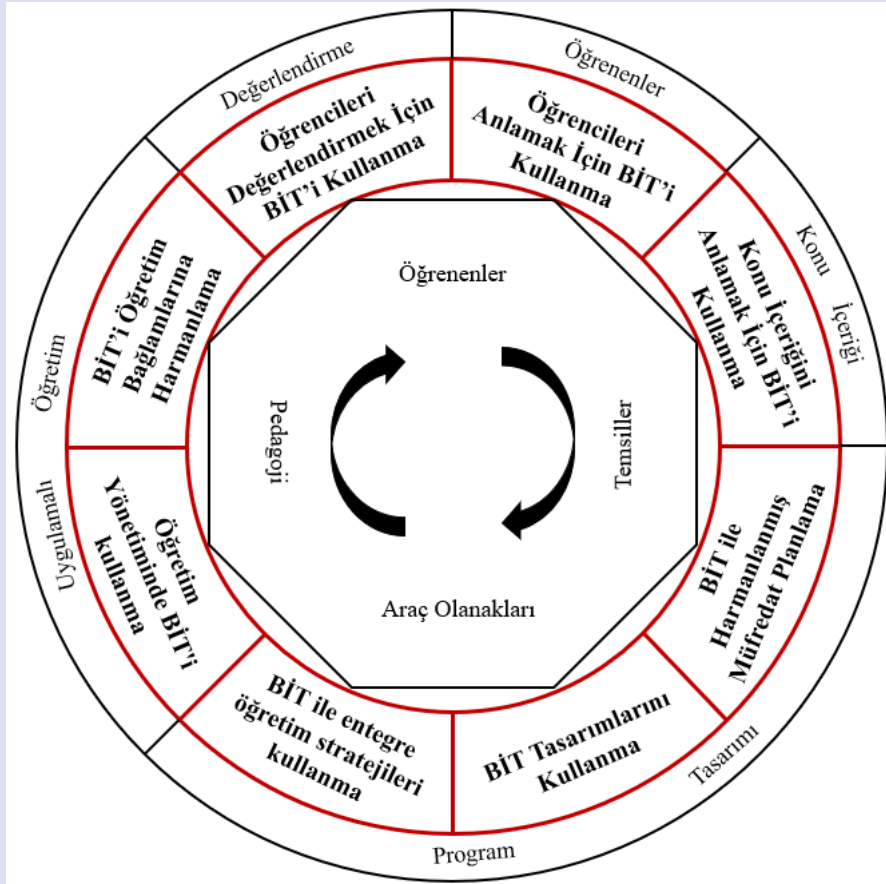 Değerlendirme
Öğrenenler
Konu
İçeriği
Tasarımı
Program
Uygulamalı
Öğretim
Öğrencileri
Değerlendirmek İçin
BİT’i Kullanma
Öğrencileri
Anlamak İçin BİT’i
Kullanma
Konu İçeriğini
Anlamak İçin BİT’i
Kullanma
BİT ile
Harmanlanmış
Müfredat Planlama
BİT Tasarımlarını
Kullanma
BİT ile entegre
öğretim stratejileri
kullanma
Öğretim
Yönetiminde BİT'i
kullanma
BİT’i Öğretim
Bağlamlarına
Harmanlama
Öğrenenler
Temsiller
Araç Olanakları
Pedagoji